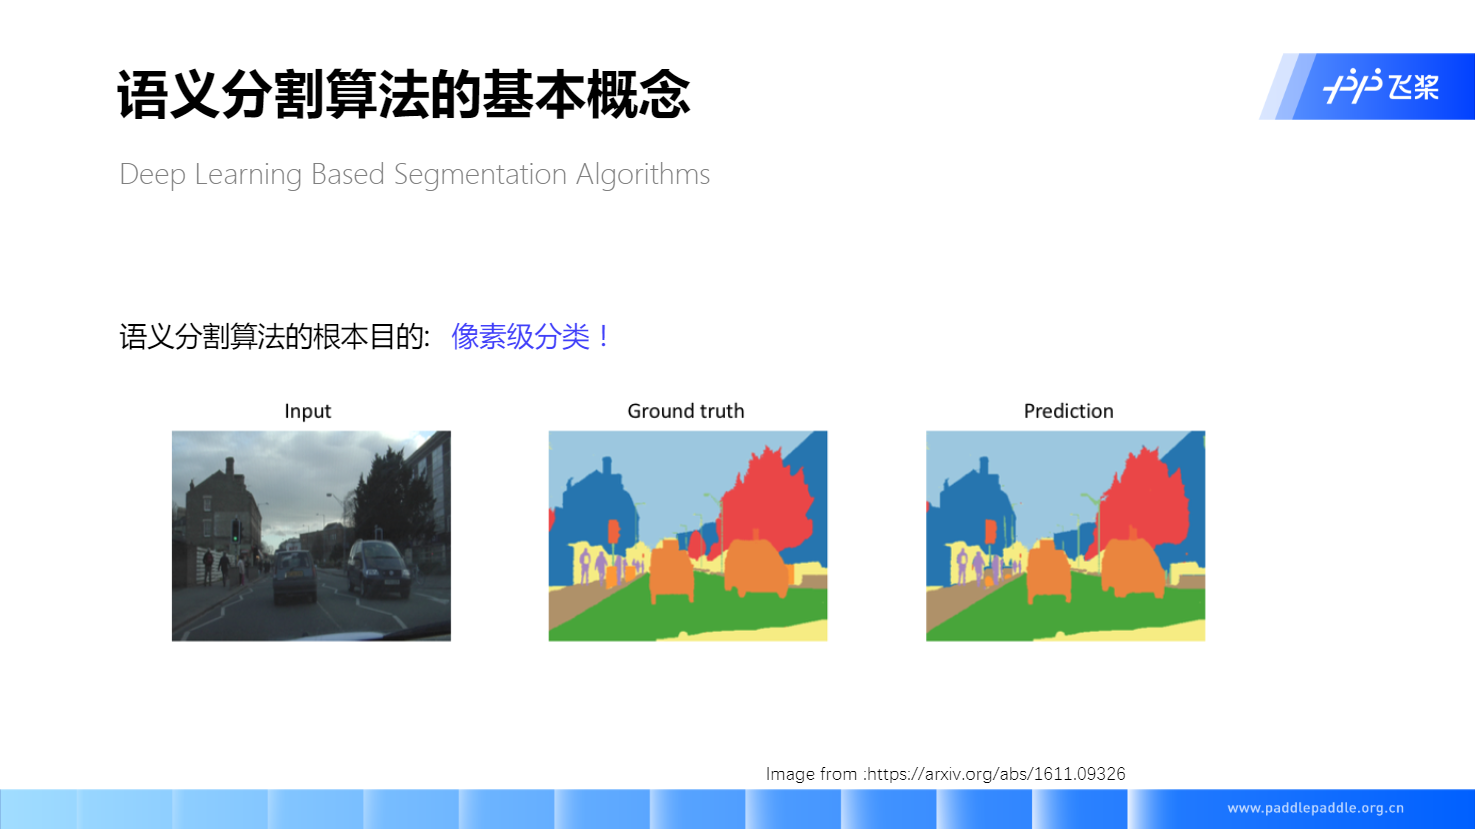 语义分割算法的基本概念
飞桨
Deep Learning Based Segmentation Algorithms
语义分割算法的根本目的: 像素级分类！
Input
Ground truth
Prediction
Image from :https://arxiv.org/abs/1611.09326
www.paddlepaddle.org.cn